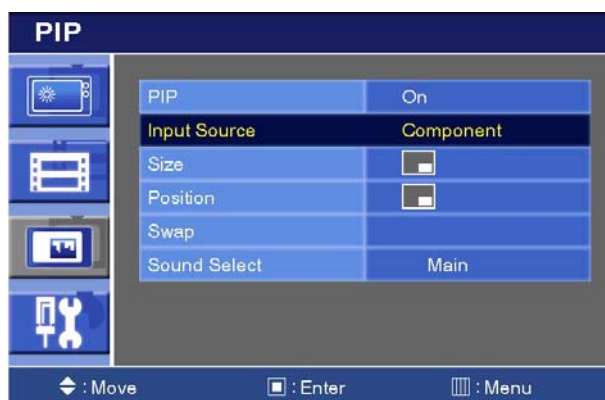 PIP
PIP On
Input Source Component
Size
Position
Swap
Sound Select Main
: Move : Enter : Menu